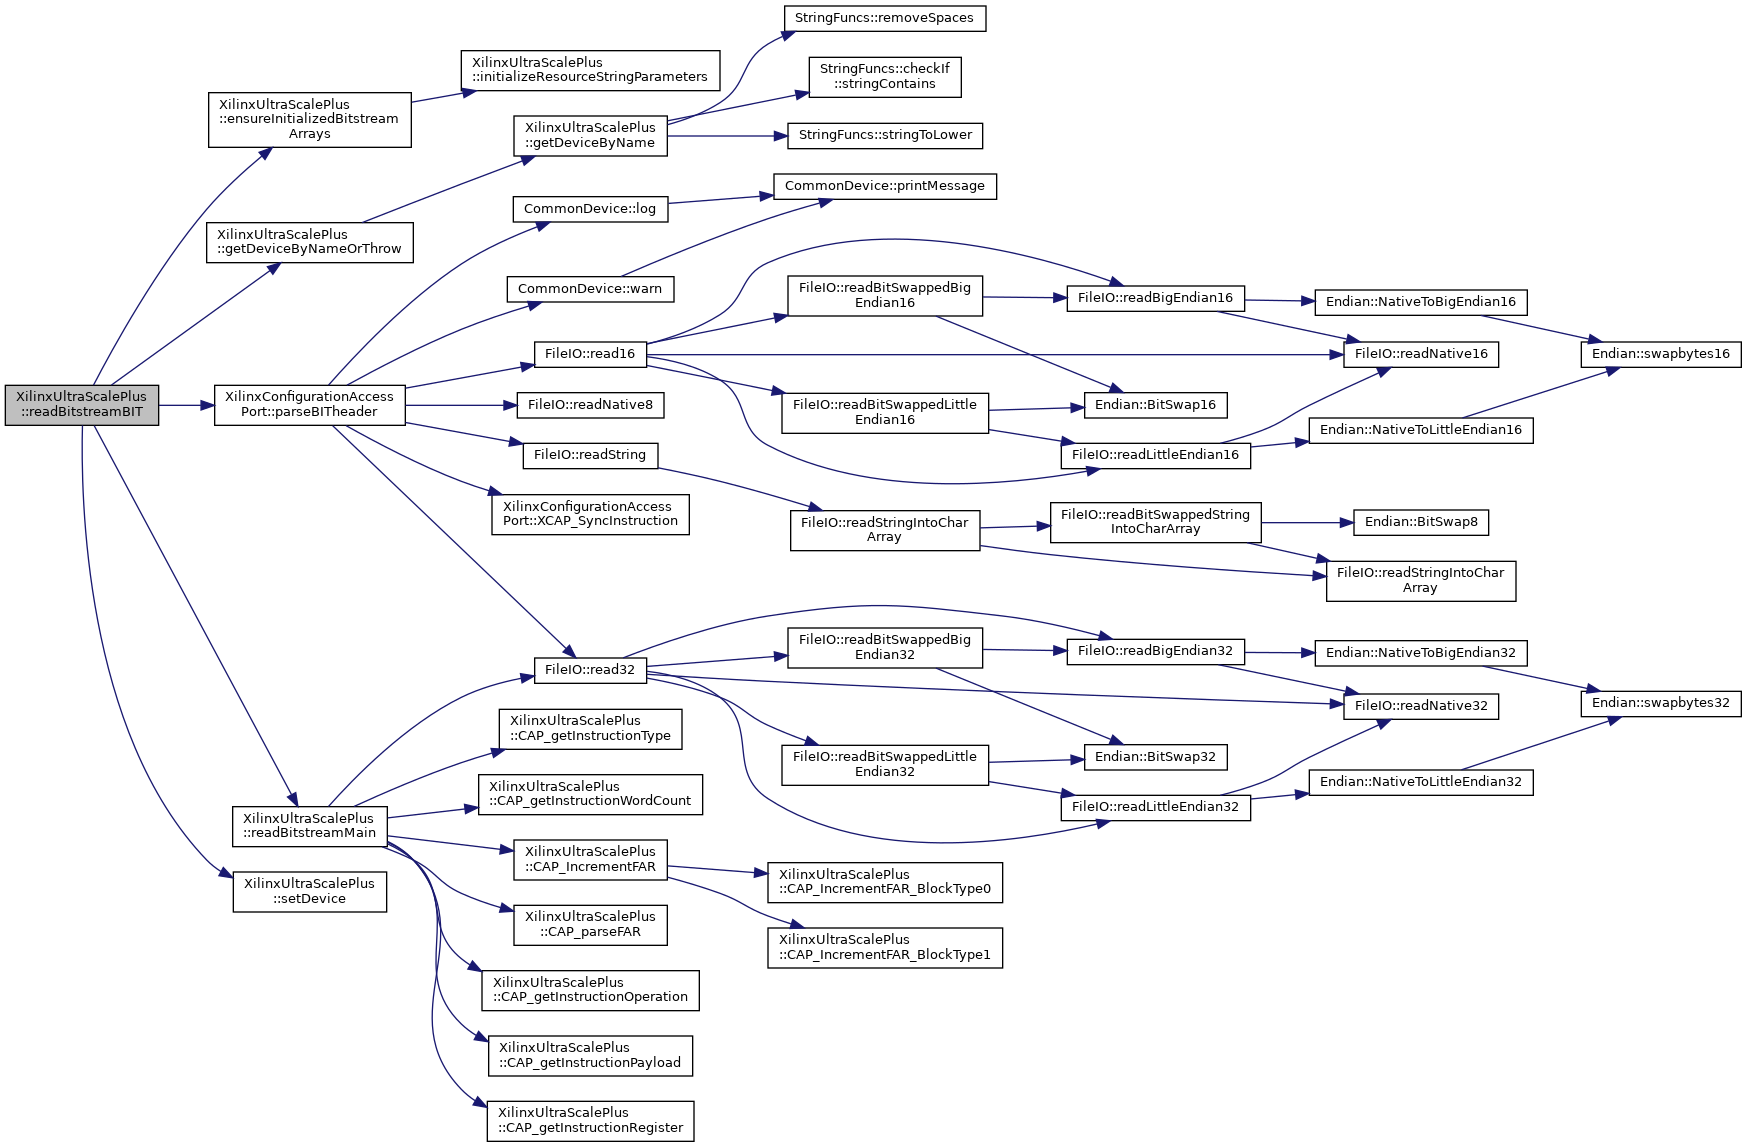 XilinxUltraScalePlus
::readBitstreamBIT
XilinxUltraScalePlus
::ensureInitializedBitstream
Arrays
XilinxUltraScalePlus
::getDeviceByNameOrThrow
XilinxConfigurationAccess
Port::parseBITheader
XilinxUltraScalePlus
::readBitstreamMain
XilinxUltraScalePlus
::setDevice
XilinxUltraScalePlus
::initializeResourceStringParameters
XilinxUltraScalePlus
::getDeviceByName
CommonDevice::log
CommonDevice::warn
FileIO::read16
FileIO::readNative8
FileIO::readString
XilinxConfigurationAccess
Port::XCAP_SyncInstruction
FileIO::read32
XilinxUltraScalePlus
::CAP_getInstructionType
XilinxUltraScalePlus
::CAP_getInstructionWordCount
XilinxUltraScalePlus
::CAP_IncrementFAR
XilinxUltraScalePlus
::CAP_parseFAR
XilinxUltraScalePlus
::CAP_getInstructionOperation
XilinxUltraScalePlus
::CAP_getInstructionPayload
XilinxUltraScalePlus
::CAP_getInstructionRegister
StringFuncs::removeSpaces
StringFuncs::checkIf
::stringContains
StringFuncs::stringToLower
CommonDevice::printMessage
FileIO::readBitSwappedBig
Endian16
FileIO::readBitSwappedLittle
Endian16
FileIO::readStringIntoChar
Array
FileIO::readBitSwappedBig
Endian32
FileIO::readBitSwappedLittle
Endian32
XilinxUltraScalePlus
::CAP_IncrementFAR_BlockType0
XilinxUltraScalePlus
::CAP_IncrementFAR_BlockType1
FileIO::readBigEndian16
Endian::BitSwap16
FileIO::readLittleEndian16
FileIO::readBitSwappedString
IntoCharArray
FileIO::readBigEndian32
Endian::BitSwap32
FileIO::readLittleEndian32
Endian::NativeToBigEndian16
FileIO::readNative16
Endian::NativeToLittleEndian16
Endian::BitSwap8
FileIO::readStringIntoChar
Array
Endian::NativeToBigEndian32
FileIO::readNative32
Endian::NativeToLittleEndian32
Endian::swapbytes16
Endian::swapbytes32